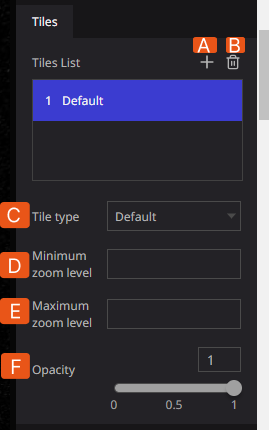 Tiles
A B
Tiles List
1 Default
C Tile type Default
D Minimum
zoom level
E Maximum
zoom level
F Opacity 1
0 0.5 1